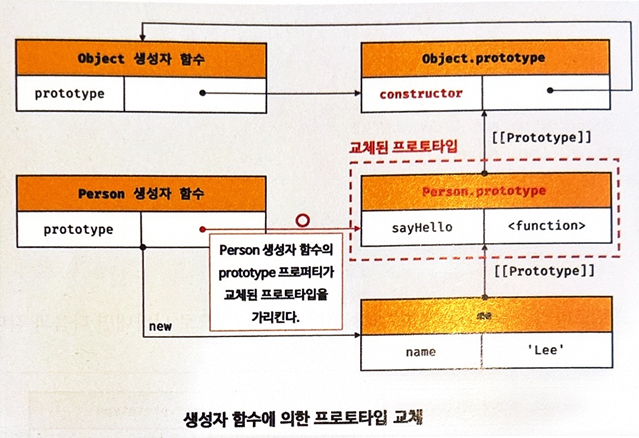 Object 생성자 함수
Object.prototype
prototype
constructor
[[Prototype]]
교체된 프로토타입
Person 생성자 함수
Person.prototype
prototype
sayHello
<function>
Person 생성자 함수의
prototype 프로퍼티가
교체된 프로토타입을
가리킨다.
[[Prototype]]
new
me
name
'Lee'
생성자 함수에 의한 프로토타입 교체